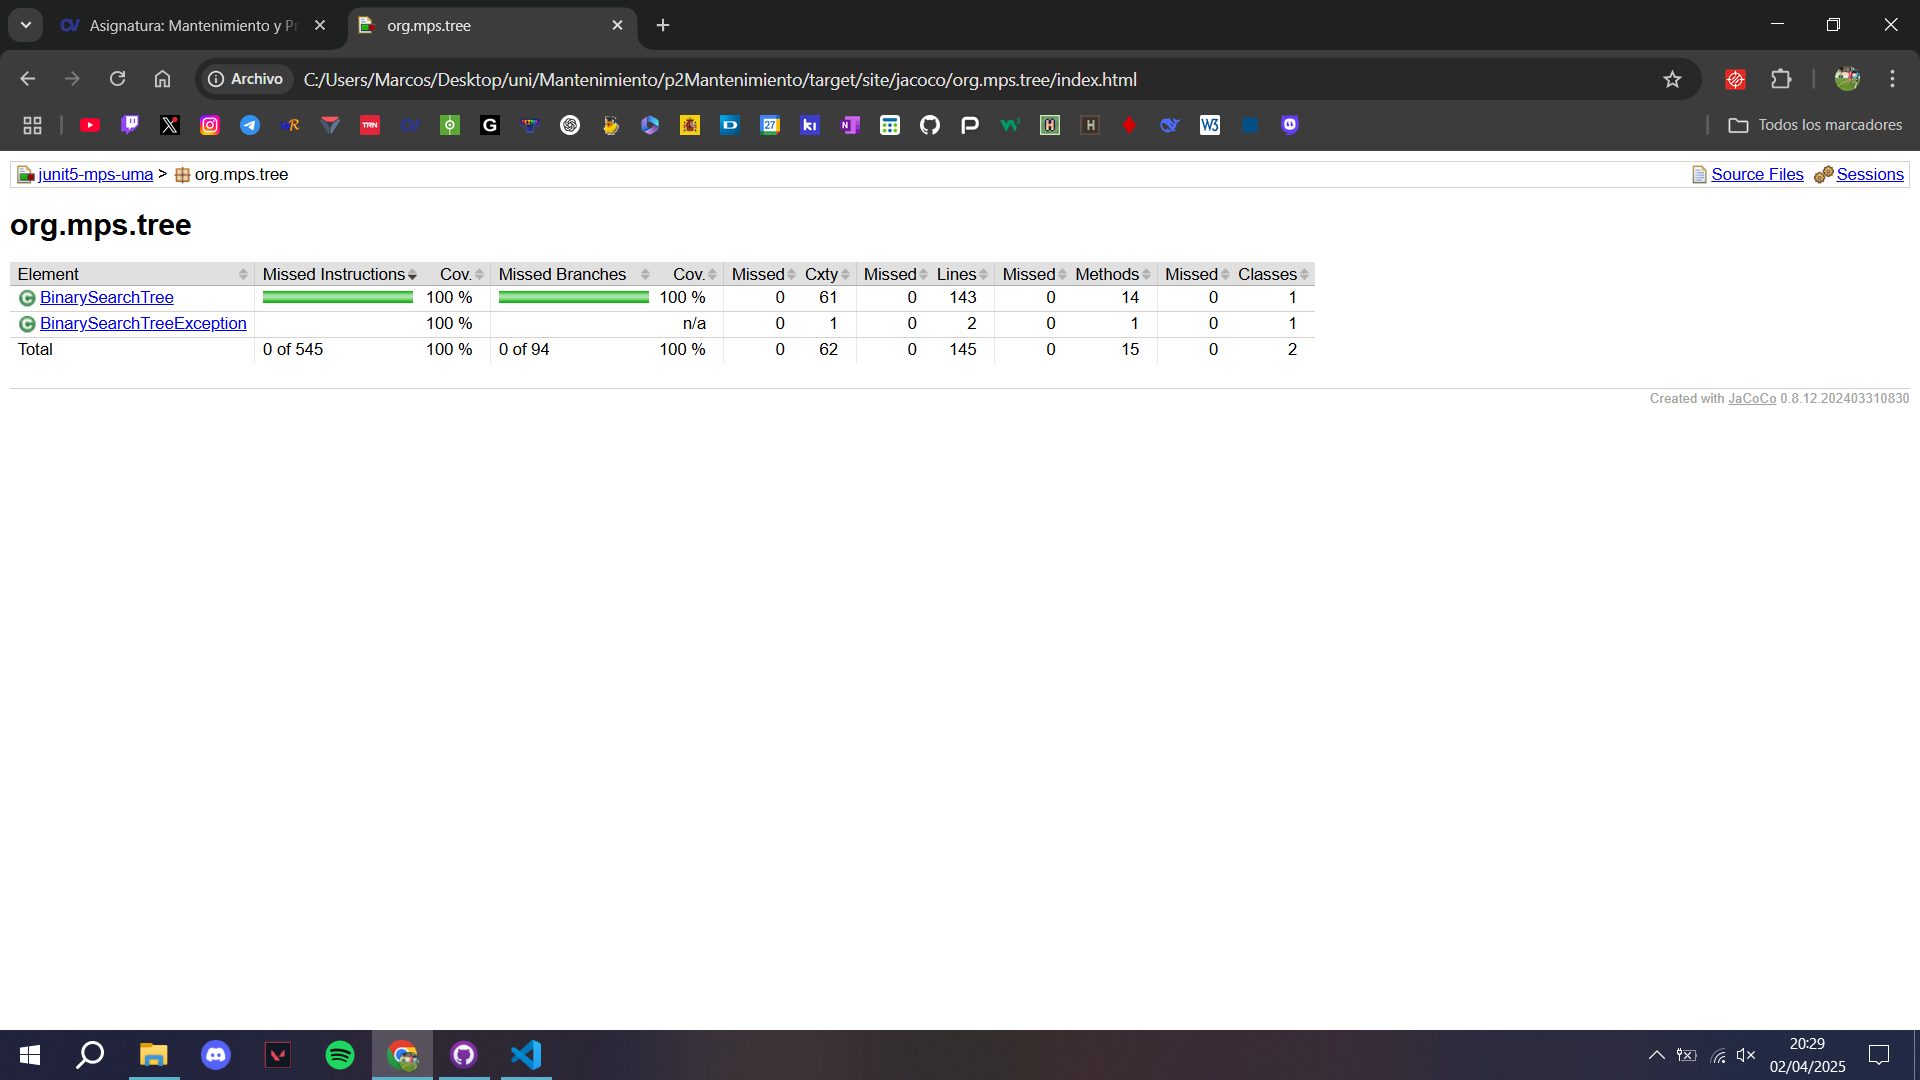 Asignatura: Mantenimiento y Pr
org.mps.tree
Archivo
C:/Users/Marcos/Desktop/uni/Mantenimiento/p2Mantenimiento/target/site/jacoco/org.mps.tree/index.html
Todos los marcadores
junit5-mps-uma > org.mps.tree Source Files Sessions
org.mps.tree
Element Missed Instructions Cov. Missed Branches Cov. Missed Cxty Missed Lines Missed Methods Missed Classes
BinarySearchTree 100 % 100 % 0 61 0 143 0 14 0 1
BinarySearchTreeException 100 % n/a 0 1 0 2 0 1 0 1
Total 0 of 545 100 % 0 of 94 100 % 0 62 0 145 0 15 0 2
Created with JaCoCo 0.8.12.202403310830
20:29
02/04/2025